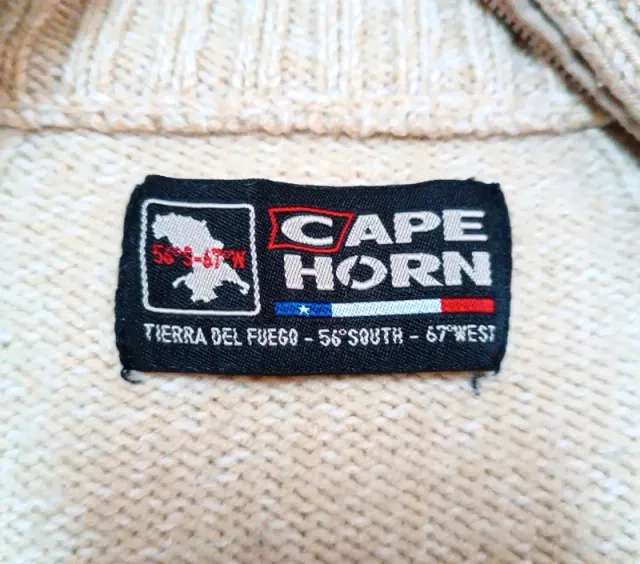 56°S-67°W
CAPE
HORN
TIERRA DEL FUEGO - 56°SOUTH - 67°WEST